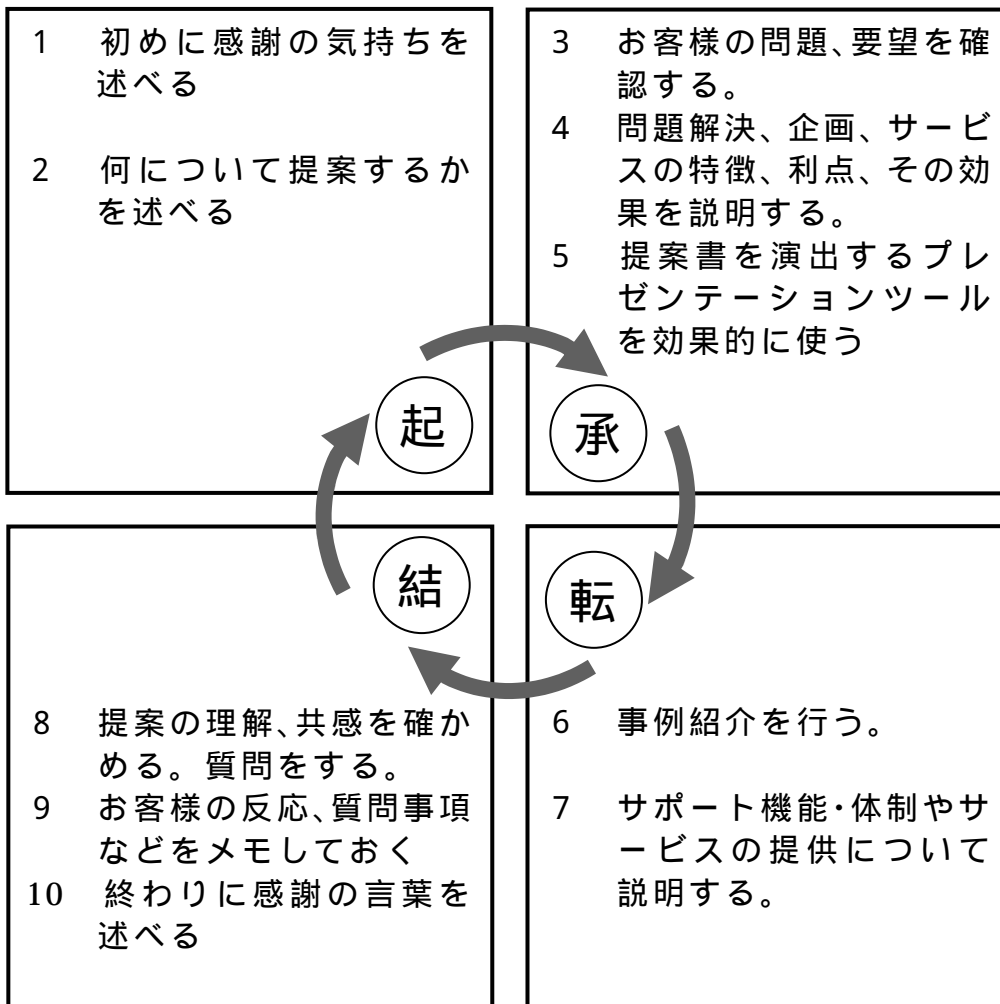 1 初めに感謝の気持ちを
述べる
2 何について提案するか
を述べる
起
3 お客様の問題、要望を確
認する。
4 問題解決、企画、サービ
スの特徴、利点、その効
果を説明する。
5 提案書を演出するプレ
ゼンテーションツール
を効果的に使う
承
転
6 事例紹介を行う。
7 サポート機能・体制やサ
ービスの提供について
説明する。
結
8 提案の理解、共感を確か
める。質問をする。
9 お客様の反応、質問事項
などをメモしておく
10 終わりに感謝の言葉を
述べる